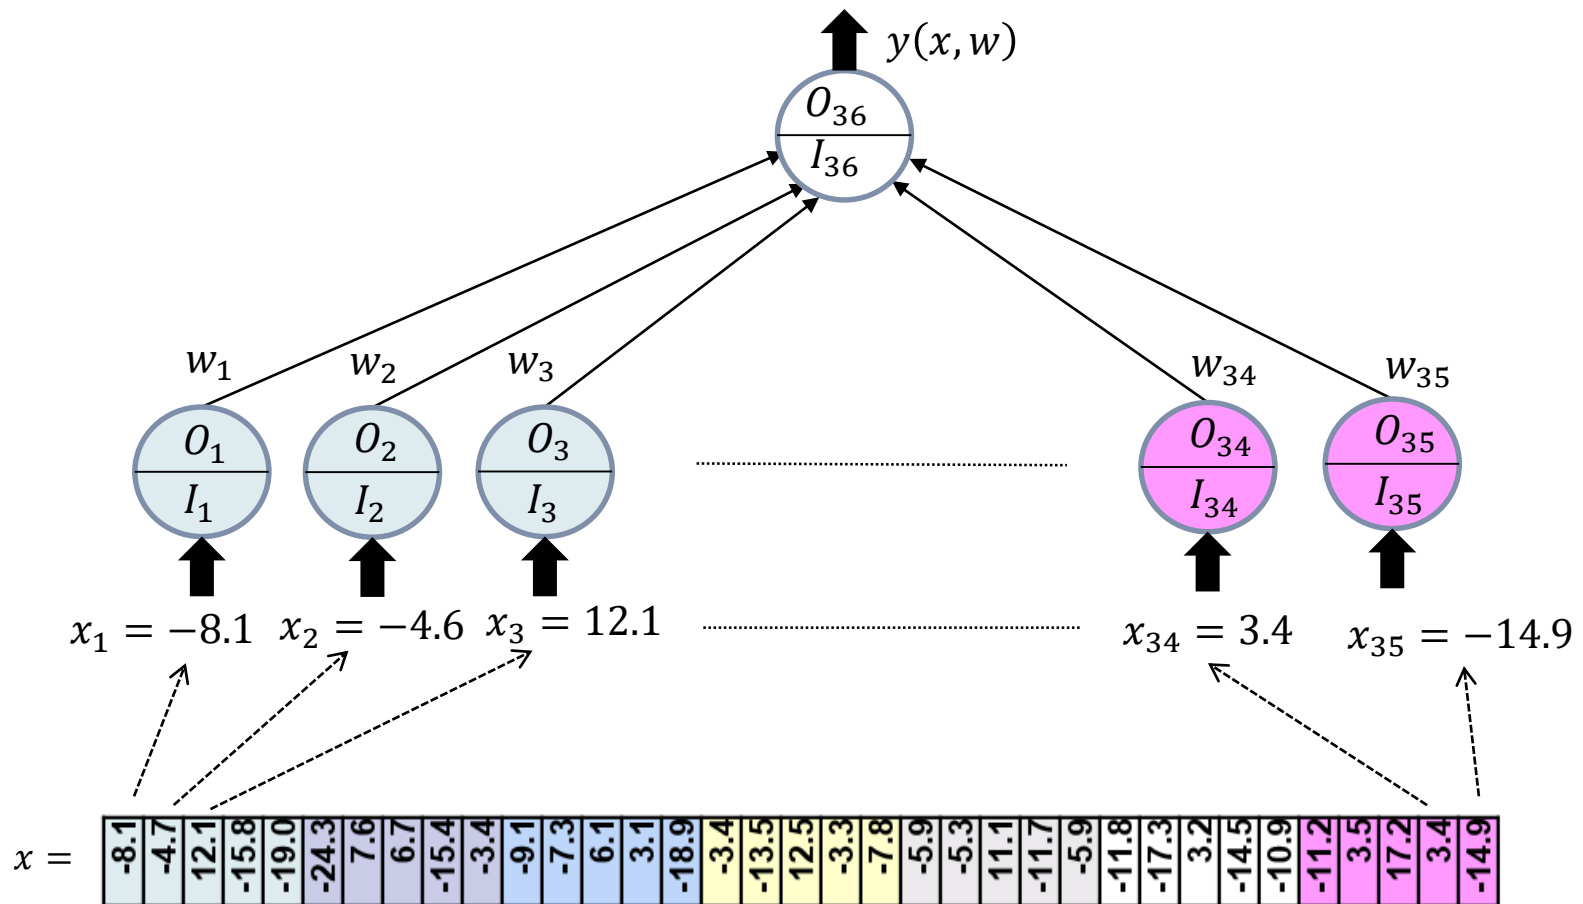 y(x, w)
O₃₆
I₃₆
w₁ w₂ w₃ w₃₄ w₃₅
O₁ O₂ O₃ O₃₄ O₃₅
I₁ I₂ I₃ I₃₄ I₃₅
x₁ = −8.1 x₂ = −4.6 x₃ = 12.1 x₃₄ = 3.4 x₃₅ = −14.9
x = -8.1 -4.7 12.1 -15.8 -19.0 -24.3 7.6 6.7 -15.4 -3.4 -9.1 -7.3 6.1 3.1 -18.9 -3.4 -13.5 12.5 -3.3 -7.8 -5.9 -5.3 11.1 -11.7 -5.9 -11.8 -17.3 3.2 -14.5 -10.9 -11.2 3.5 17.2 3.4 -14.9